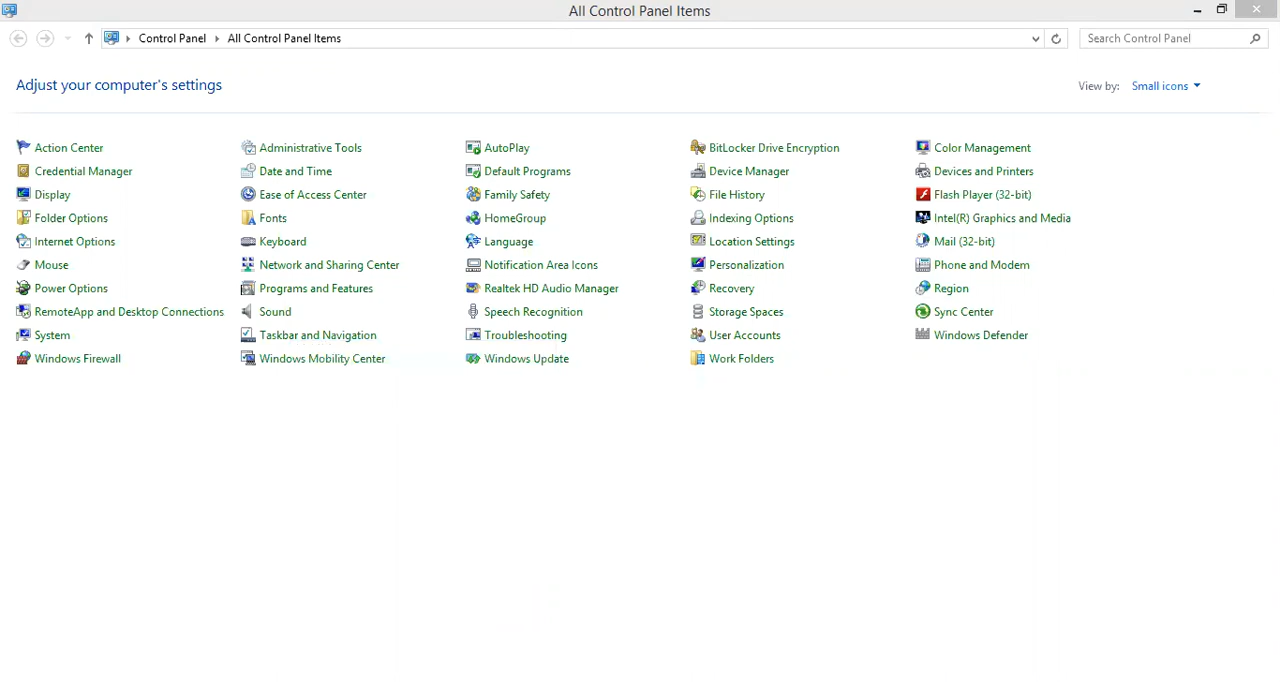 All Control Panel Items
Control Panel All Control Panel Items Search Control Panel
Adjust your computer's settings View by: Small icons
Action Center Administrative Tools AutoPlay BitLocker Drive Encryption Color Management
Credential Manager Date and Time Default Programs Device Manager Devices and Printers
Display Ease of Access Center Family Safety File History Flash Player (32-bit)
Folder Options Fonts HomeGroup Indexing Options Intel(R) Graphics and Media
Internet Options Keyboard Language Location Settings Mail (32-bit)
Mouse Network and Sharing Center Notification Area Icons Personalization Phone and Modem
Power Options Programs and Features Realtek HD Audio Manager Recovery Region
RemoteApp and Desktop Connections Sound Speech Recognition Storage Spaces Sync Center
System Taskbar and Navigation Troubleshooting User Accounts Windows Defender
Windows Firewall Windows Mobility Center Windows Update Work Folders